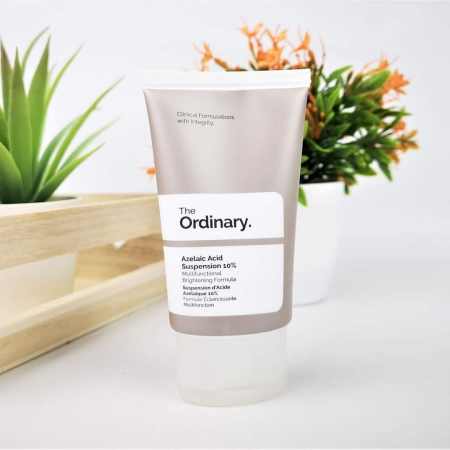 Clinical Formulations
with Integrity.
The
Ordinary.
Azelaic Acid
Suspension 10%
Multifunctional
Brightening Formula
Suspension d'Acide
Azélaïque 10%
Formule Éclaircissante
Multifonction